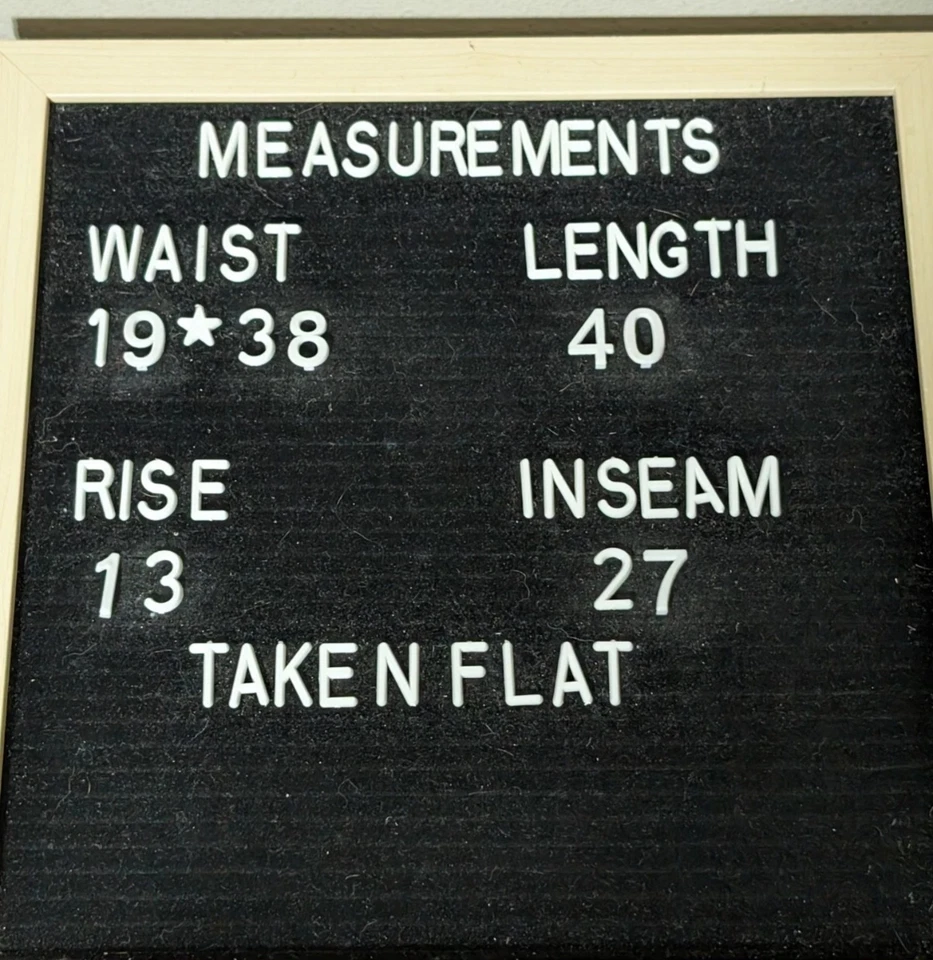 MEASUREMENTS
WAIST LENGTH
19★38 40
RISE INSEAM
13 27
TAKEN FLAT